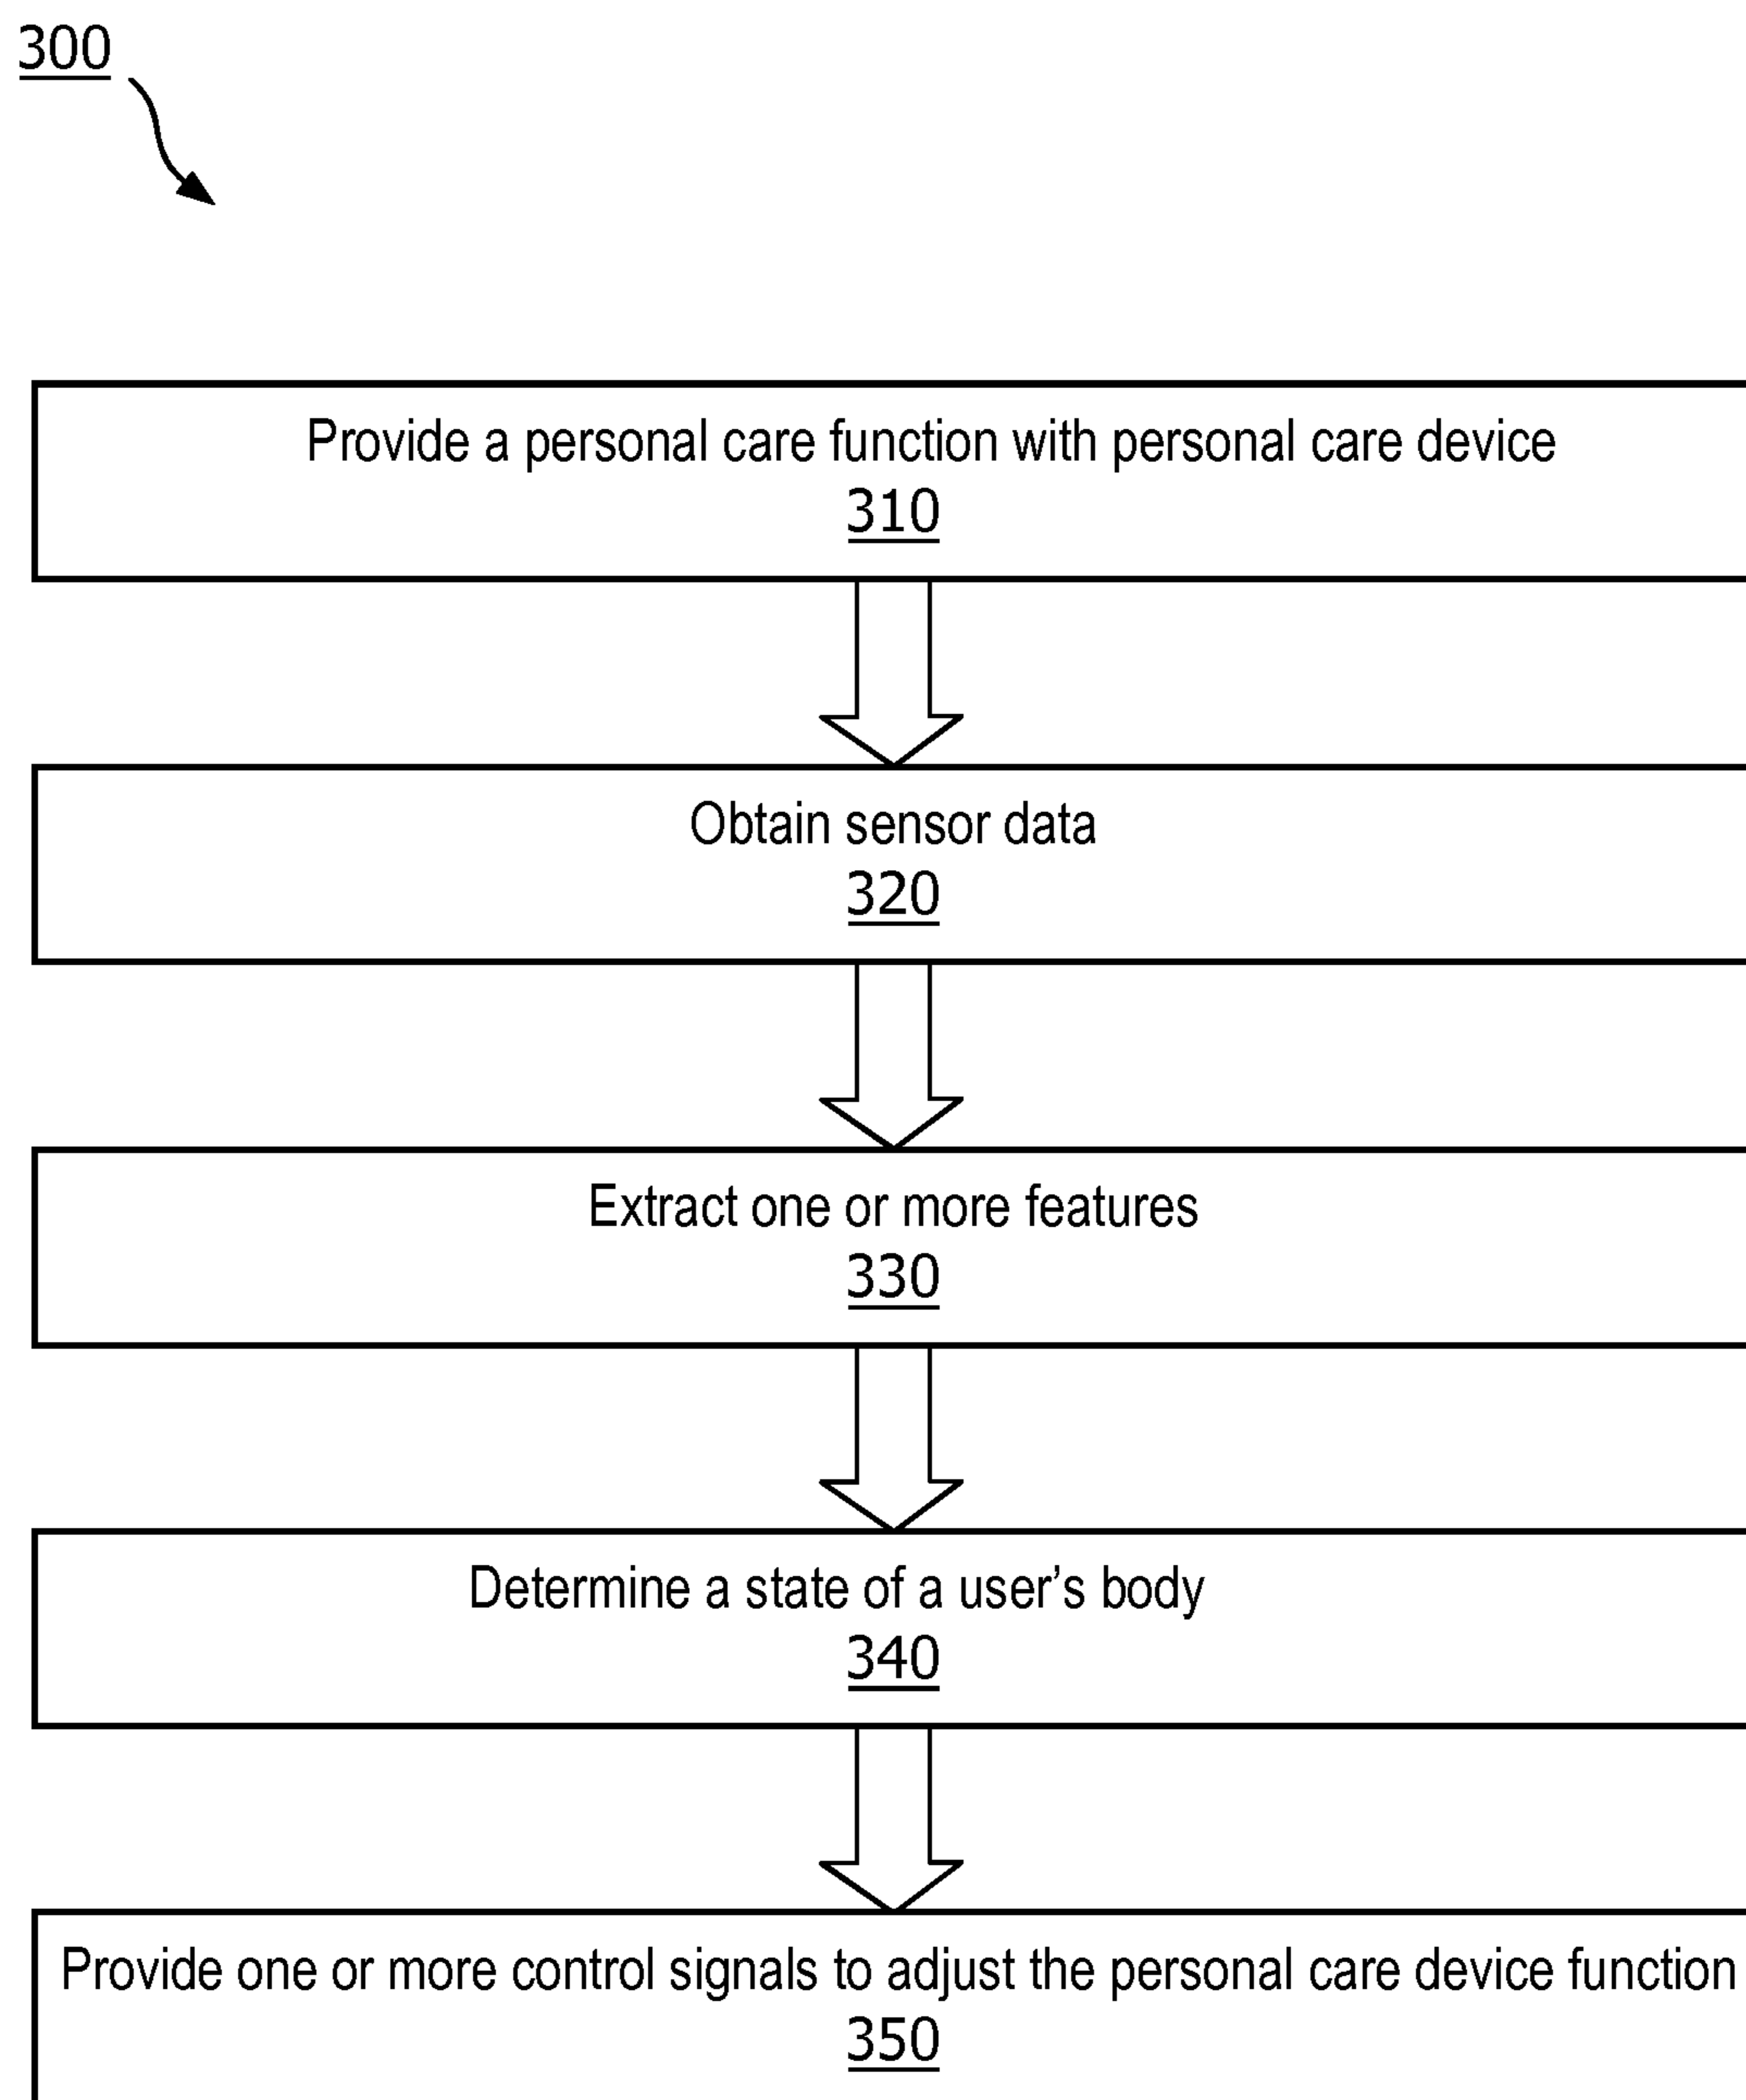 300
Provide a personal care function with personal care device
310
Obtain sensor data
320
Extract one or more features
330
Determine a state of a user’s body
340
Provide one or more control signals to adjust the personal care device function
350